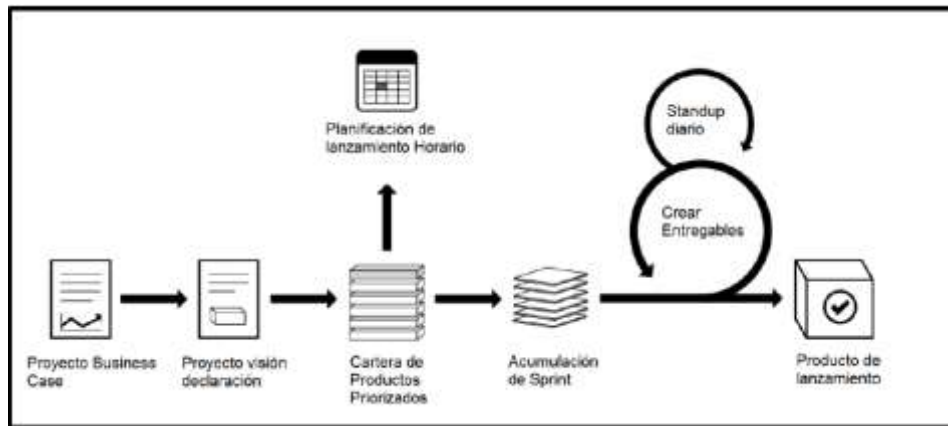 Planificación de
lanzamiento Horario
Standup
diario
Crear
Entregables
Proyecto Business
Case
Proyecto visión
declaración
Cartera de
Productos
Priorizados
Acumulación
de Sprint
Producto de
lanzamiento